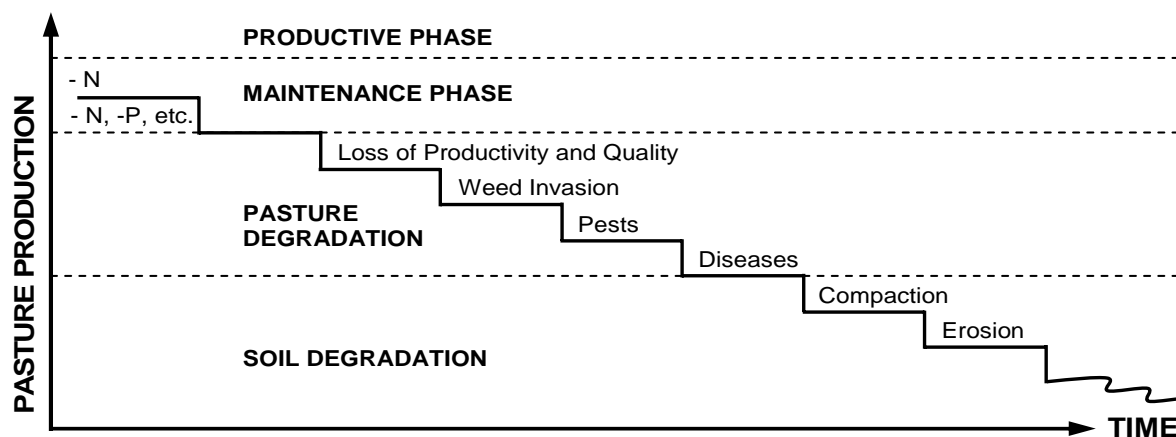 PRODUCTIVE PHASE
- N
MAINTENANCE PHASE
- N, -P, etc.
Loss of Productivity and Quality
Weed Invasion
PASTURE
DEGRADATION
Pests
Diseases
Compaction
Erosion
SOIL DEGRADATION
PASTURE PRODUCTION
TIME